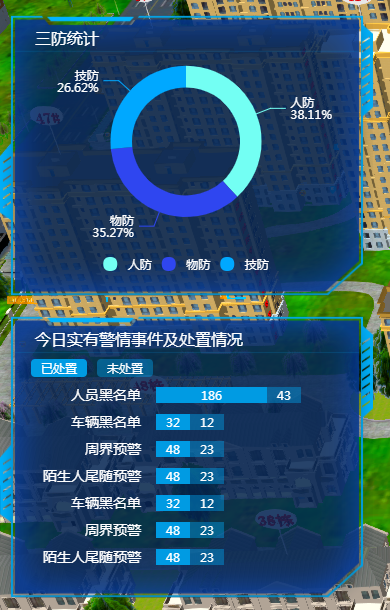 三防统计
技防
26.62%
人防
38.11%
47栋
物防
35.27%
人防 物防 技防
今日实有警情事件及处置情况
已处置 未处置
人员黑名单 186 43
车辆黑名单 32 12
周界预警 48 23
陌生人尾随预警 48 23
车辆黑名单 32 12
周界预警 48 23
陌生人尾随预警 48 23
38栋